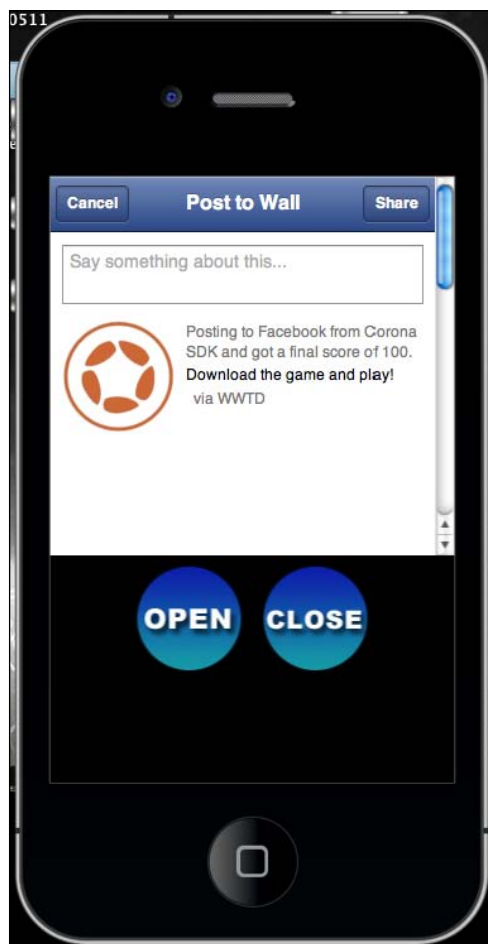 0511
Cancel
Post to Wall
Share
Say something about this...
Posting to Facebook from Corona
SDK and got a final score of 100.
Download the game and play!
via WWTD
OPEN
CLOSE